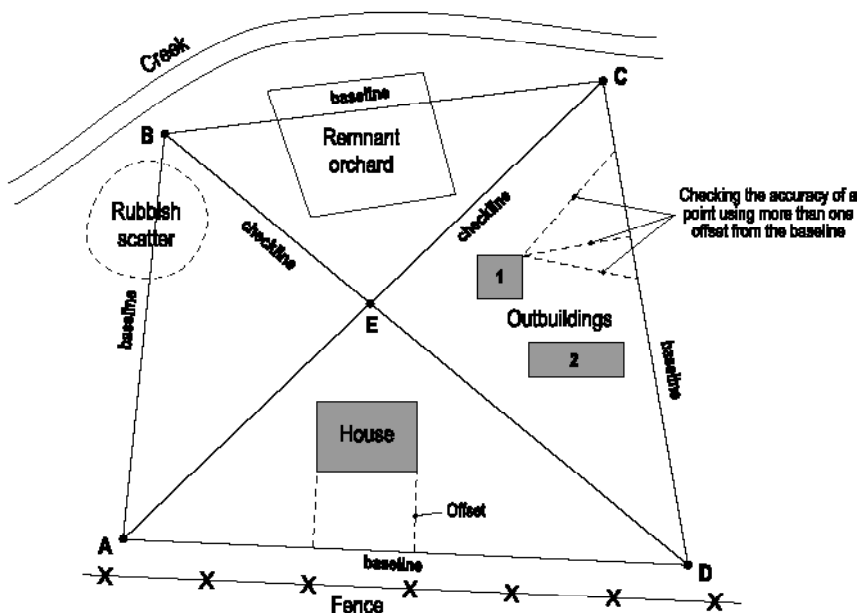 Creek
C
baseline
B
Remnant
orchard
Rubbish
scatter
checkline
checkline
Checking the accuracy of a
point using more than one
offset from the baseline
1
baseline
E
Outbuildings
2
baseline
House
Offset
A
baseline
D
X X X X X X X
Fence